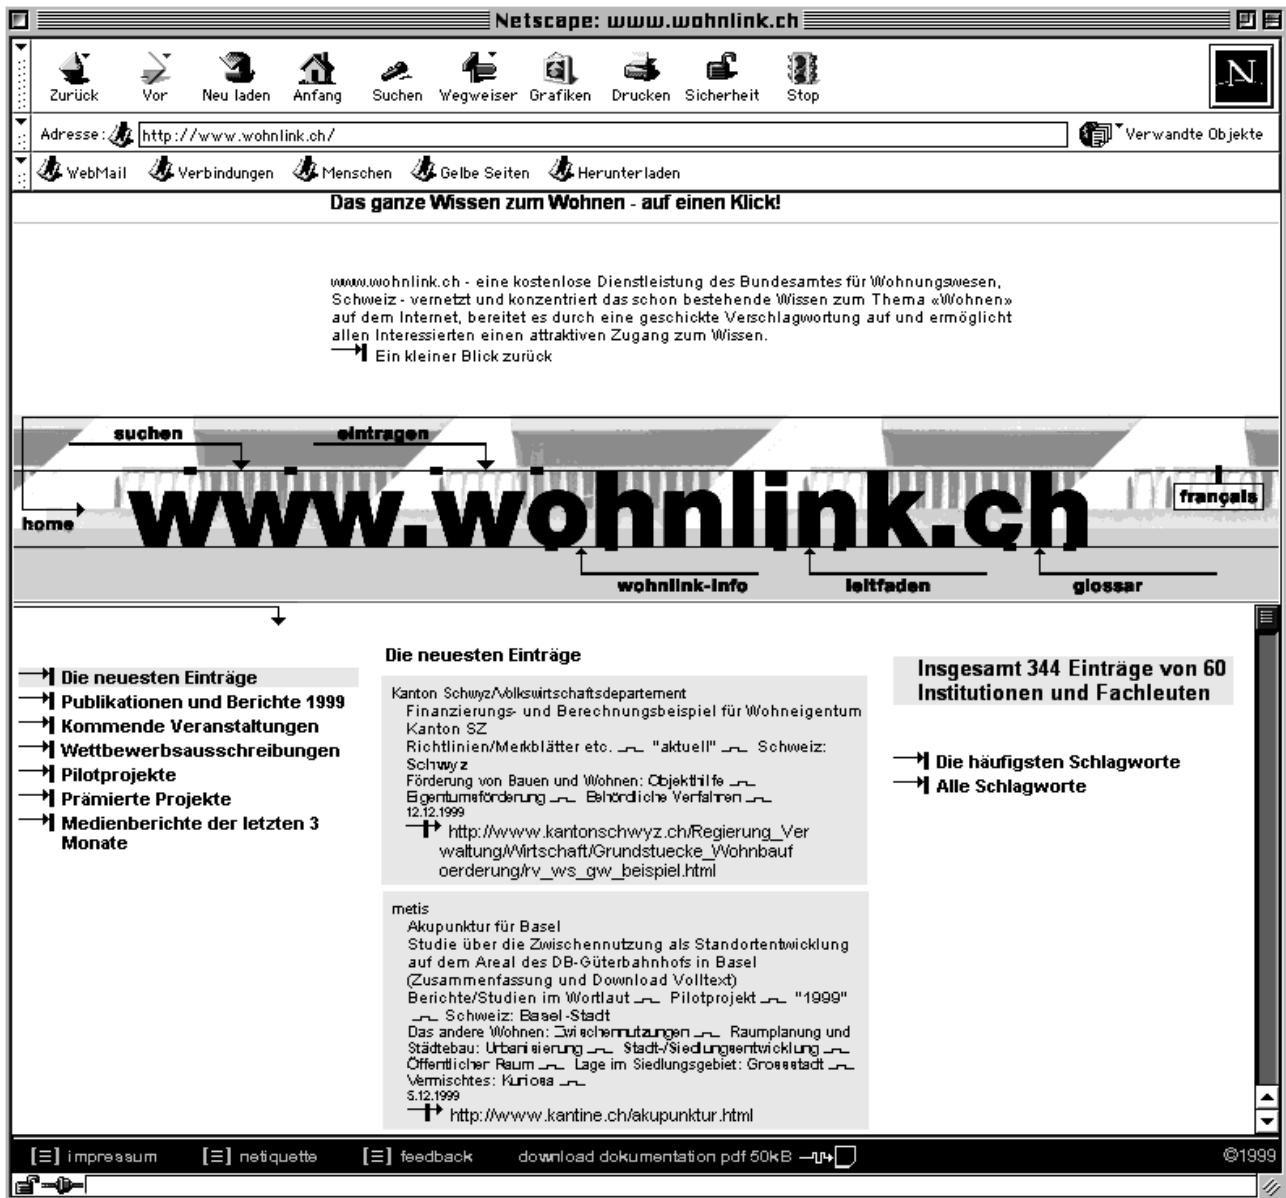 Netscape: www.wohnlink.ch
Zurück Vor Neu laden Anfang Suchen Wegweiser Grafiken Drucken Sicherheit Stop
N
Adresse: http://www.wohnlink.ch/ Verwandte Objekte
WebMail Verbindungen Menschen Gelbe Seiten Herunterladen
Das ganze Wissen zum Wohnen - auf einen Klick!
www.wohnlink.ch - eine kostenlose Dienstleistung des Bundesamtes für Wohnungswesen,
Schweiz - vernetzt und konzentriert das schon bestehende Wissen zum Thema «Wohnen»
auf dem Internet, bereitet es durch eine geschickte Verschlagwortung auf und ermöglicht
allen Interessierten einen attraktiven Zugang zum Wissen.
Ein kleiner Blick zurück
suchen eintragen
home www.wohnlink.ch français
wohnlink-info leitfaden glossar
Die neuesten Einträge
Publikationen und Berichte 1999
Kommende Veranstaltungen
Wettbewerbsausschreibungen
Pilotprojekte
Prämierte Projekte
Medienberichte der letzten 3
Monate
Die neuesten Einträge
Kanton Schwyz/Volkswirtschaftsdepartement
Finanzierungs- und Berechnungsbeispiel für Wohneigentum
Kanton SZ
Richtlinien/Merkblätter etc. "aktuell" Schweiz:
Schwyz
Förderung von Bauen und Wohnen: Objekthilfe
Eigentumsförderung Behördliche Verfahren
12.12.1999
http://www.kantonschwyz.ch/Regierung_Ver
waltung/Wirtschaft/Grundstuecke_Wohnbauf
oerderung/rv_ws_gw_beispiel.html
metis
Akupunktur für Basel
Studie über die Zwischennutzung als Standortentwicklung
auf dem Areal des DB-Güterbahnhofs in Basel
(Zusammenfassung und Download Volltext)
Berichte/Studien im Wortlaut Pilotprojekt "1999"
Schweiz: Basel-Stadt
Das andere Wohnen: Zwischennutzungen Raumplanung und
Städtebau: Urbanisierung Stadt-/Siedlungsentwicklung
Öffentlicher Raum Lage im Siedlungsgebiet: Grossstadt
Vermischtes: Kuriosa
5.12.1999
http://www.kantine.ch/akupunktur.html
Insgesamt 344 Einträge von 60
Institutionen und Fachleuten
Die häufigsten Schlagworte
Alle Schlagworte
impressum netiquette feedback download dokumentation pdf 50kB ©1999